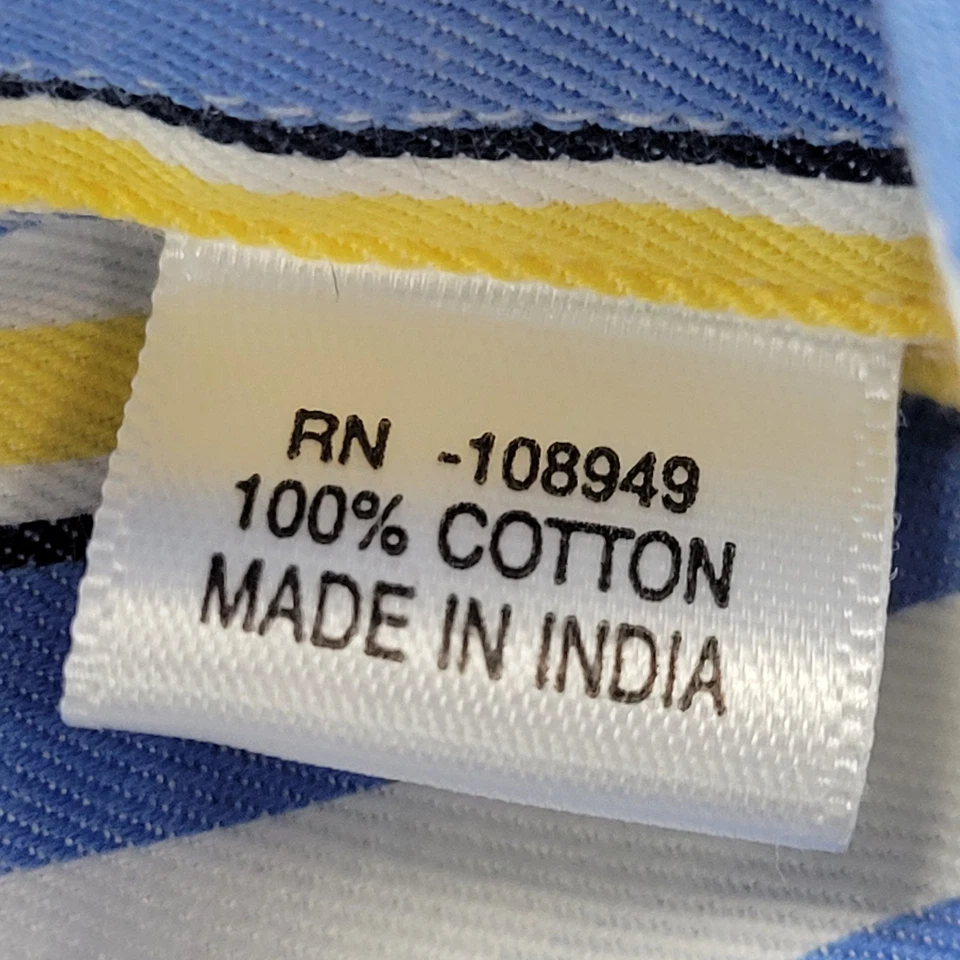 RN -108949
100% COTTON
MADE IN INDIA